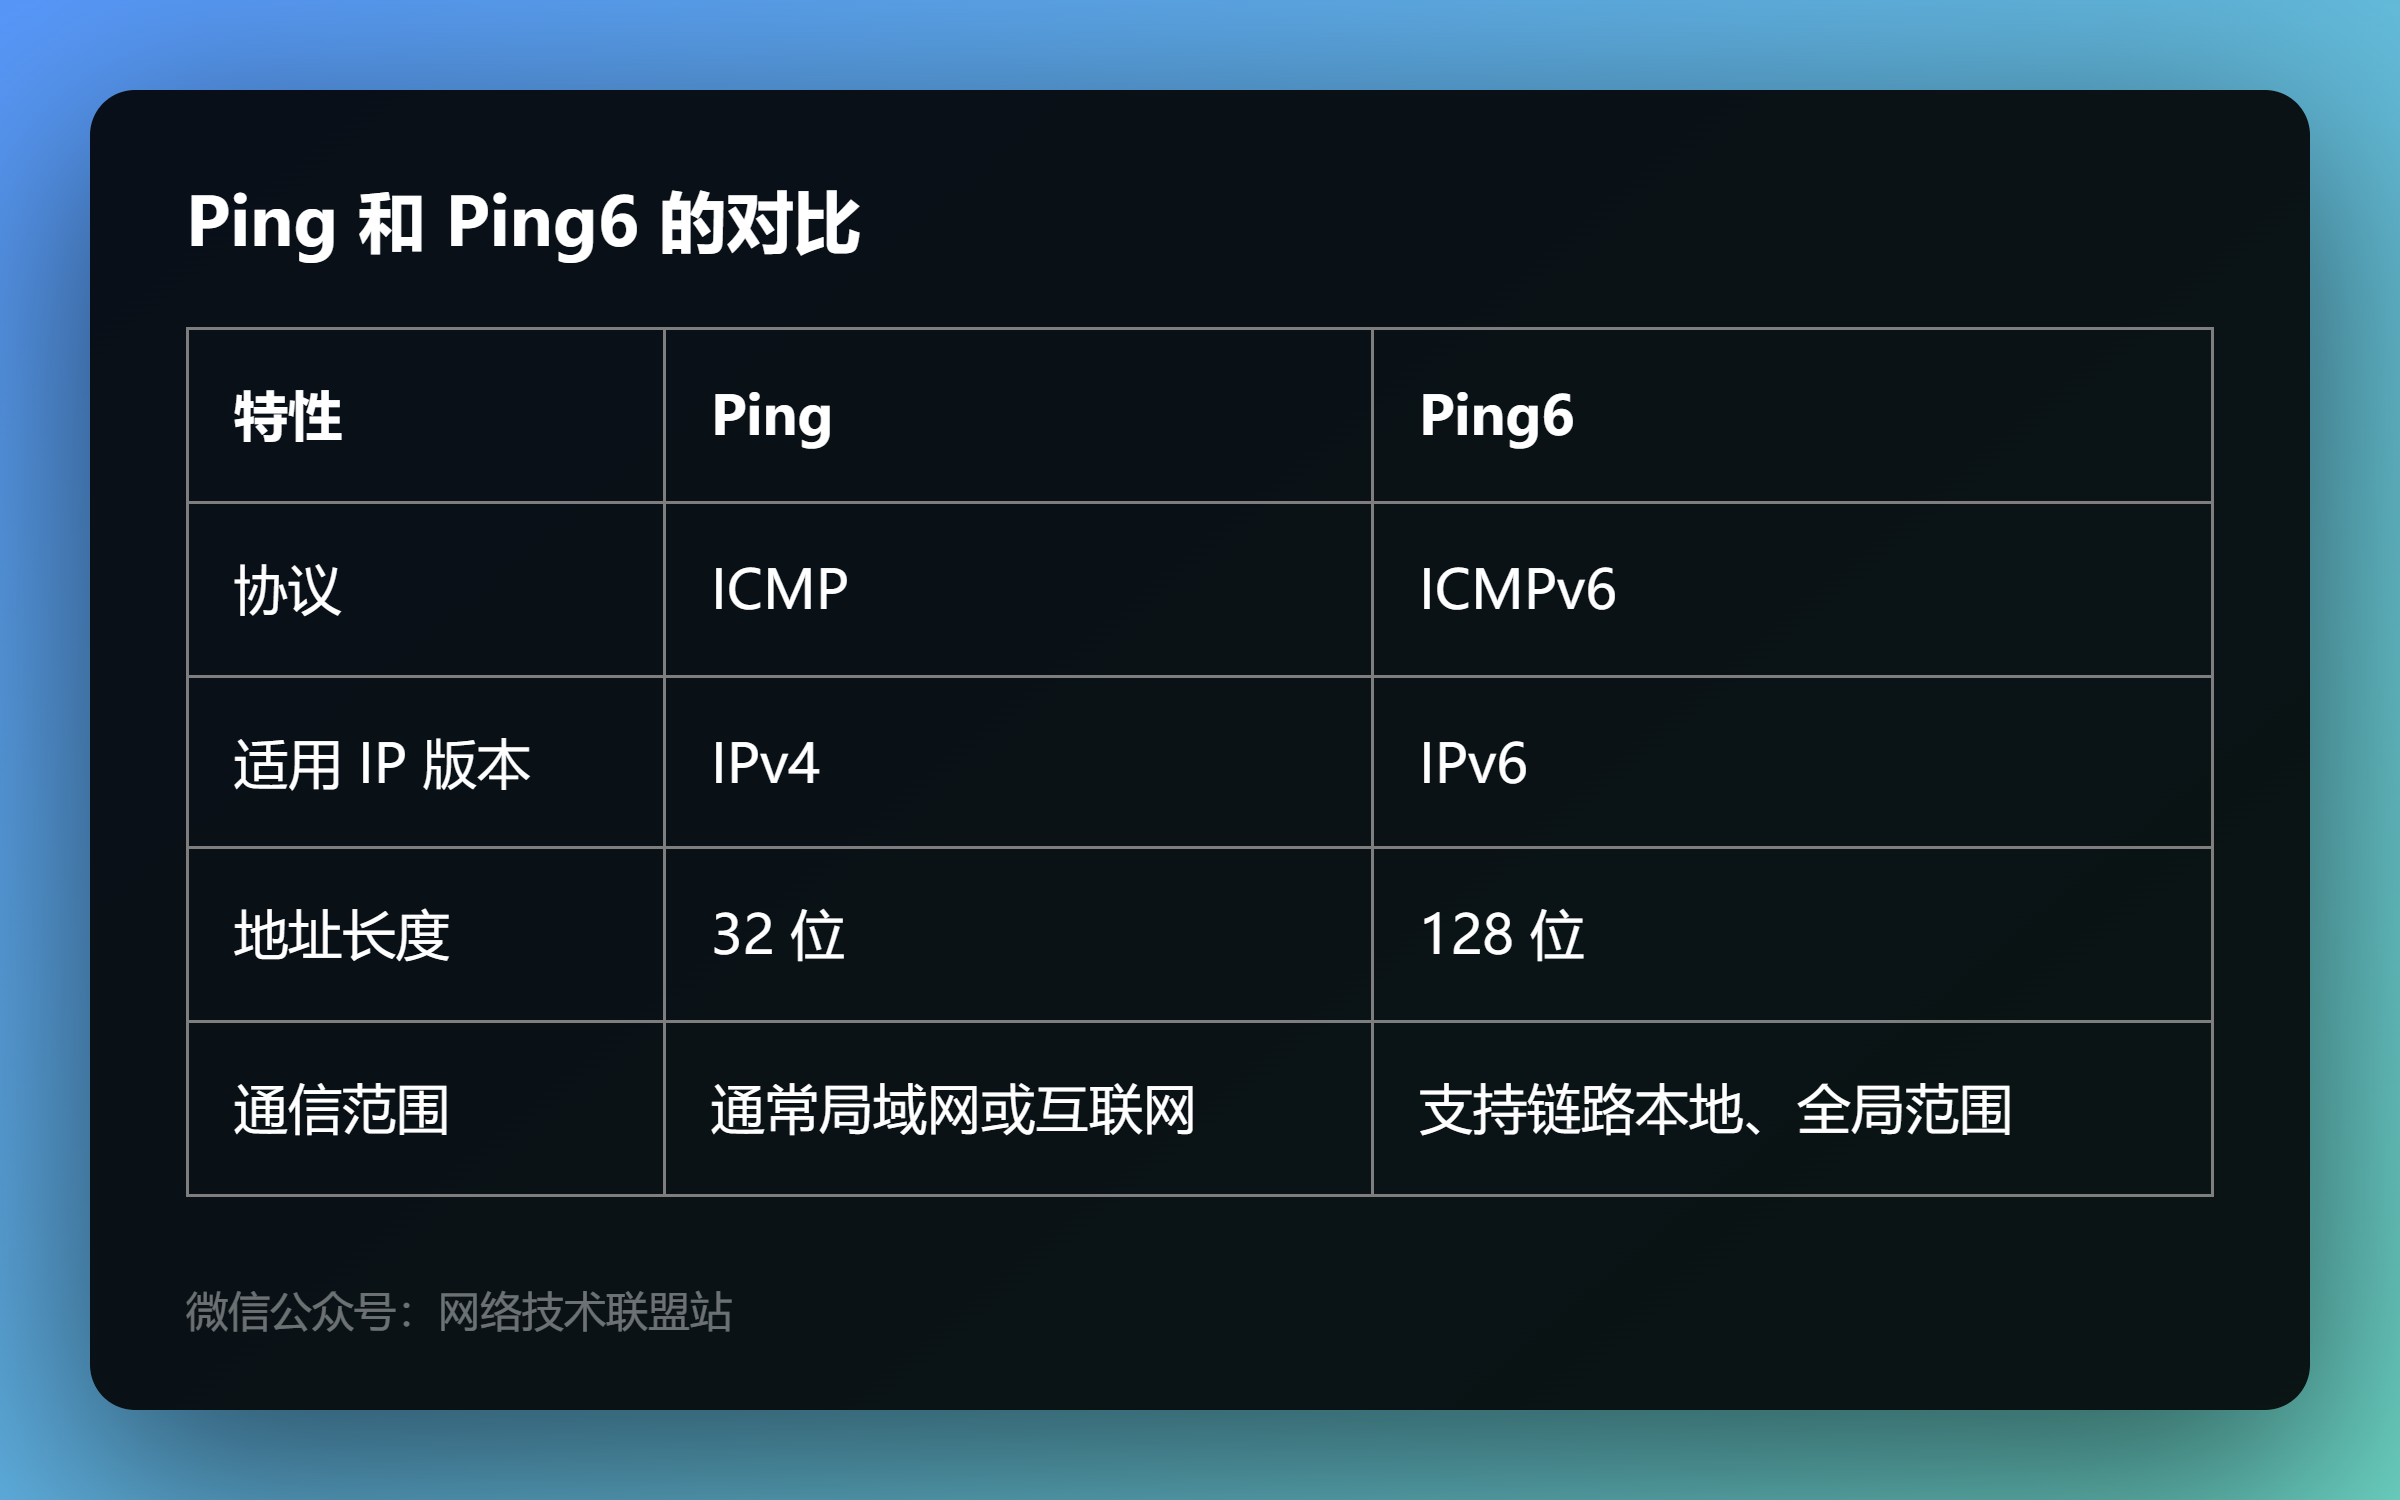 Ping 和 Ping6 的对比
特性 Ping Ping6
协议 ICMP ICMPv6
适用 IP 版本 IPv4 IPv6
地址长度 32 位 128 位
通信范围 通常局域网或互联网 支持链路本地、全局范围
微信公众号：网络技术联盟站